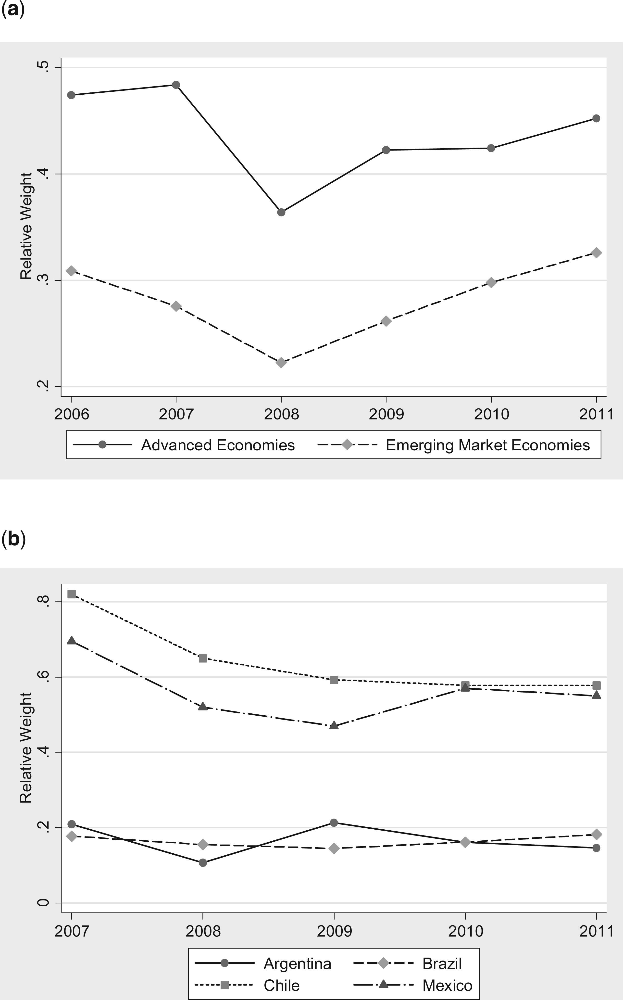 (a)
Relative Weight
.5
.4
.3
.2
2006 2007 2008 2009 2010 2011
Advanced Economies Emerging Market Economies
(b)
Relative Weight
.8
.6
.4
.2
0
2007 2008 2009 2010 2011
Argentina Brazil
Chile Mexico